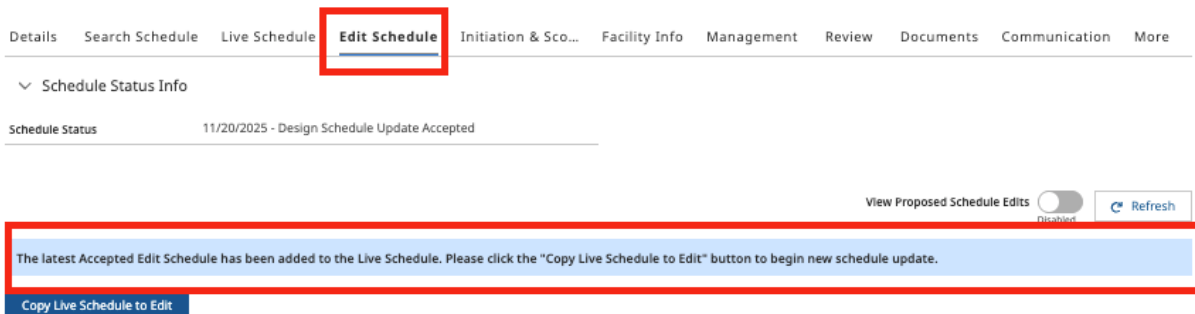 Details Search Schedule Live Schedule Edit Schedule Initiation & Sco... Facility Info Management Review Documents Communication More
Schedule Status Info
Schedule Status 11/20/2025 - Design Schedule Update Accepted
View Proposed Schedule Edits Disabled Refresh
The latest Accepted Edit Schedule has been added to the Live Schedule. Please click the "Copy Live Schedule to Edit" button to begin new schedule update.
Copy Live Schedule to Edit